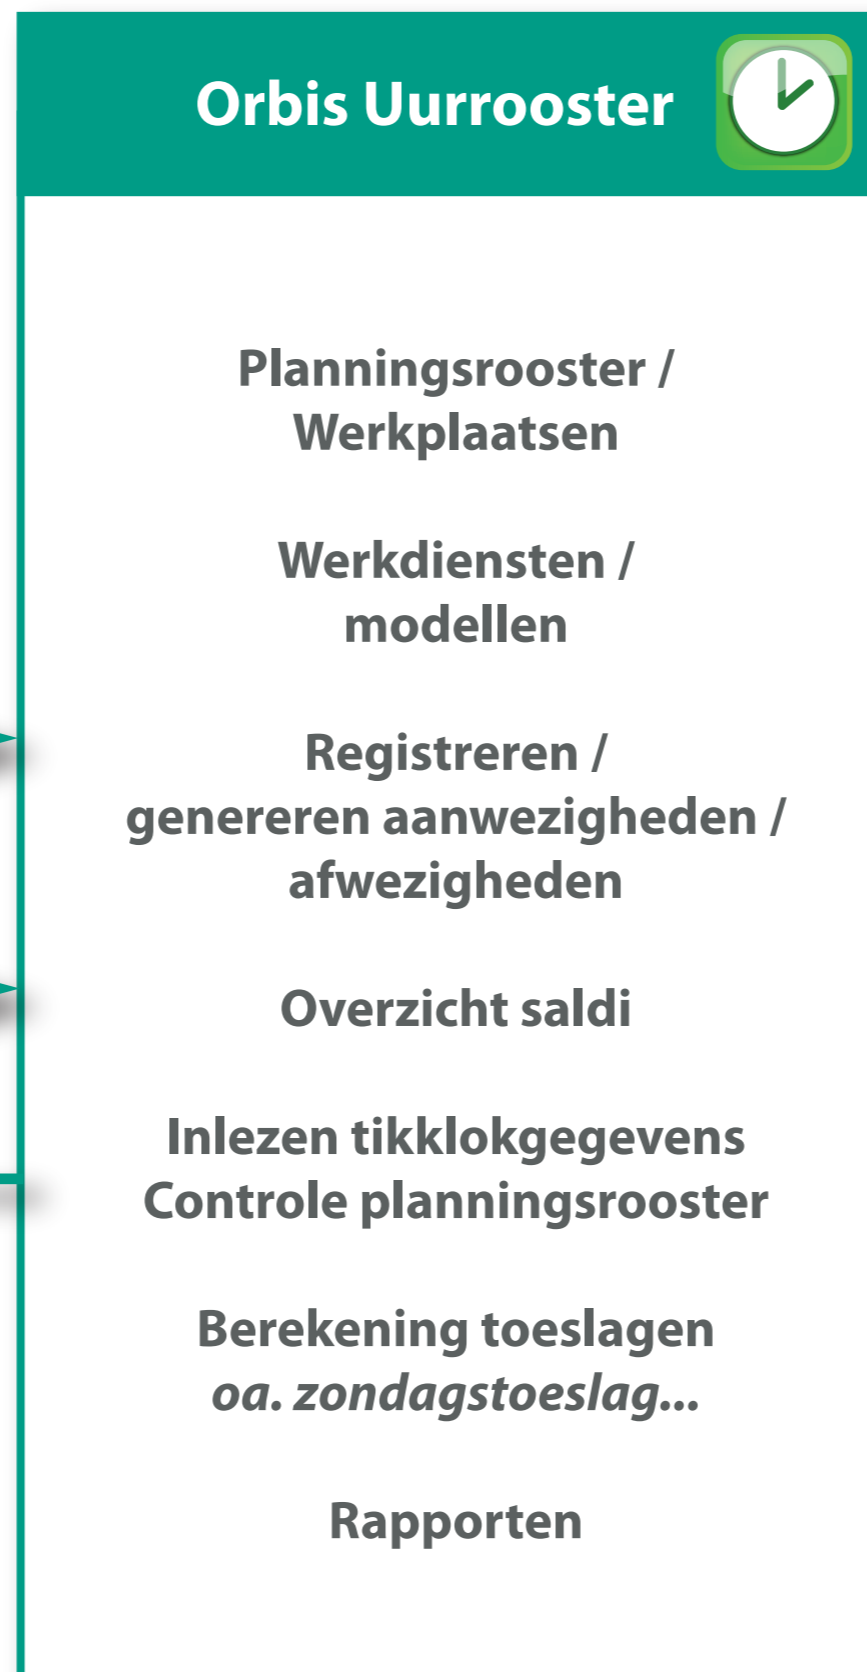 Orbis Uurrooster
Planningsrooster /
Werkplaatsen
Werkdiensten /
modellen
Registreren /
genereren aanwezigheden /
afwezigheden
Overzicht saldi
Inlezen tikklokgegevens
Controle planningsrooster
Berekening toeslagen
oa. zondagstoeslag...
Rapporten